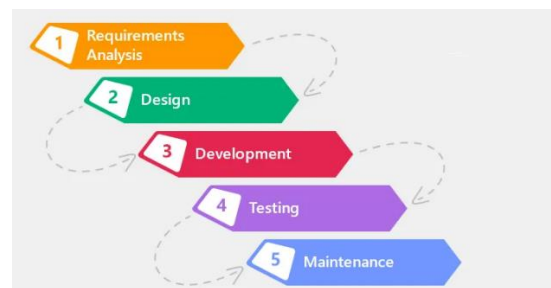 1 Requirements
Analysis
2 Design
3 Development
4 Testing
5 Maintenance